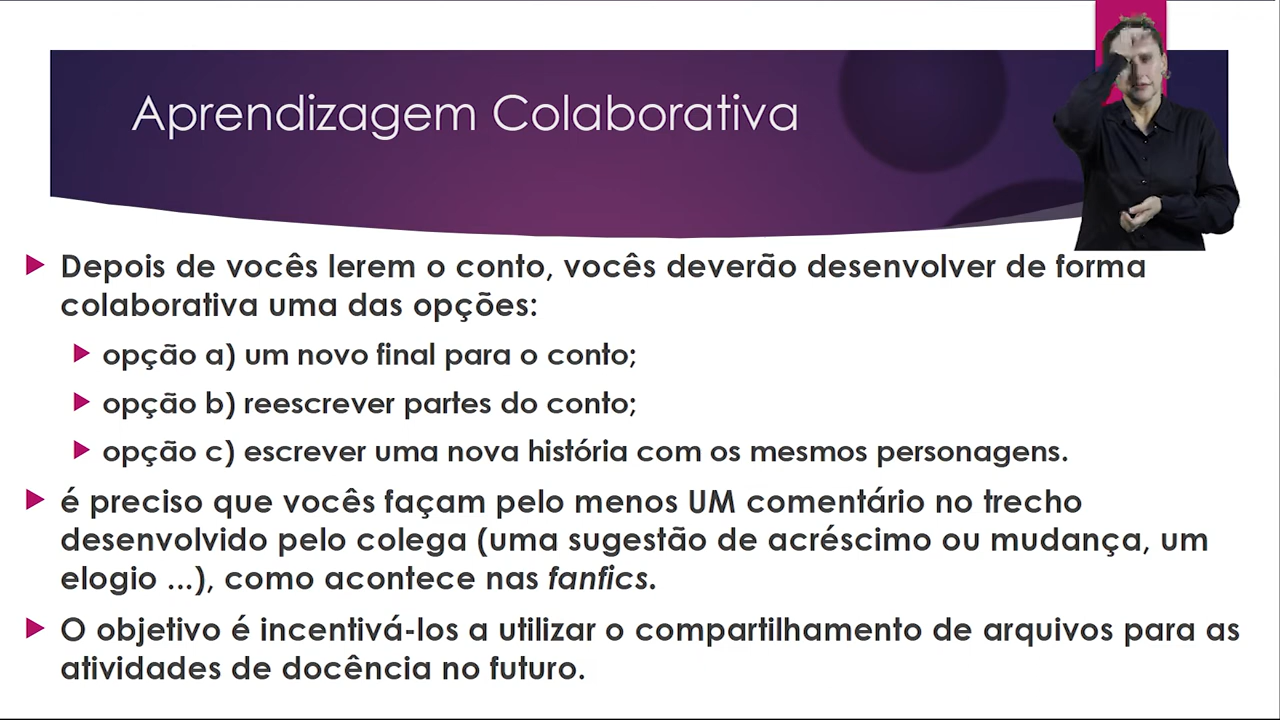 Aprendizagem Colaborativa
Depois de vocês lerem o conto, vocês deverão desenvolver de forma
colaborativa uma das opções:
opção a) um novo final para o conto;
opção b) reescrever partes do conto;
opção c) escrever uma nova história com os mesmos personagens.
é preciso que vocês façam pelo menos UM comentário no trecho
desenvolvido pelo colega (uma sugestão de acréscimo ou mudança, um
elogio ...), como acontece nas fanfics.
O objetivo é incentivá-los a utilizar o compartilhamento de arquivos para as
atividades de docência no futuro.